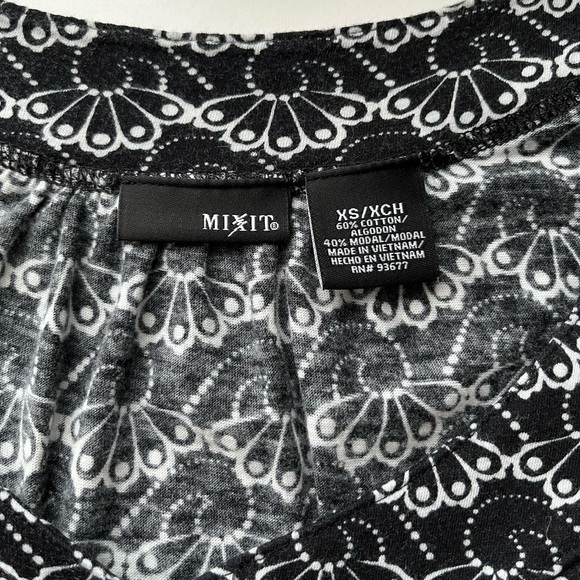 MIXIT®
XS/XCH
60% COTTON/
ALGODON
40% MODAL/MODAL
MADE IN VIETNAM/
HECHO EN VIETNAM
RN# 93677